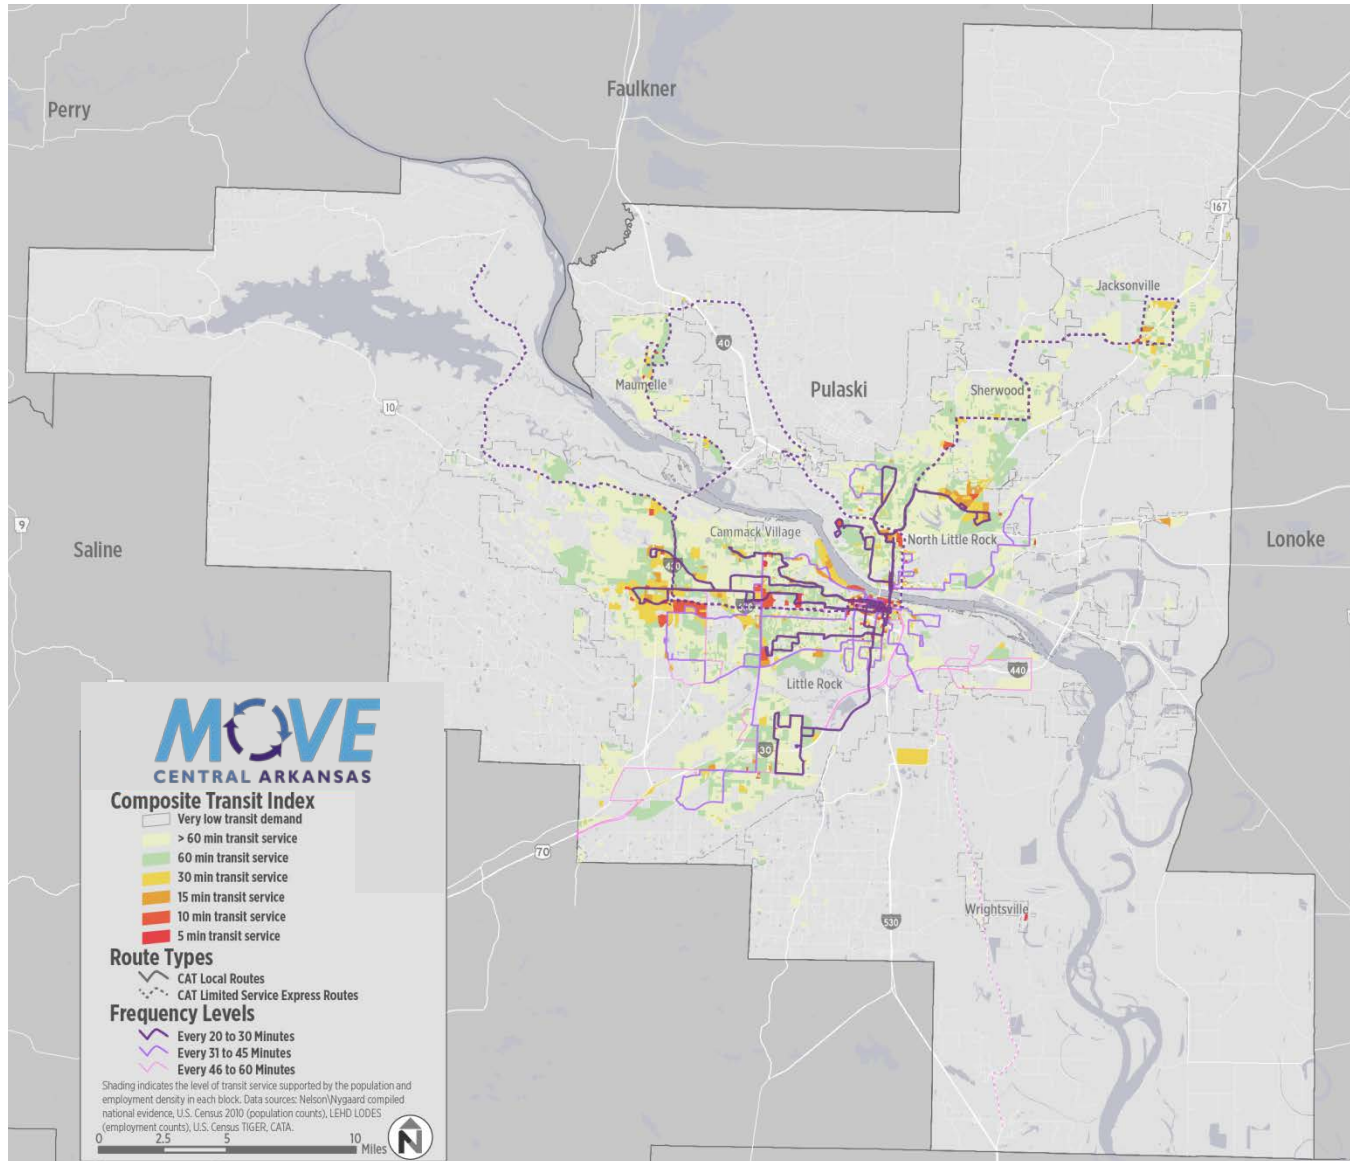 Perry
Faulkner
167
Jacksonville
40
Maumelle
Pulaski
Sherwood
10
9
Saline
Cammack Village
North Little Rock
Lonoke
430
630
Little Rock
440
30
70
Wrightsville
530
MOVE
CENTRAL ARKANSAS
Composite Transit Index
Very low transit demand
> 60 min transit service
60 min transit service
30 min transit service
15 min transit service
10 min transit service
5 min transit service
Route Types
CAT Local Routes
CAT Limited Service Express Routes
Frequency Levels
Every 20 to 30 Minutes
Every 31 to 45 Minutes
Every 46 to 60 Minutes
Shading indicates the level of transit service supported by the population and
employment density in each block. Data sources: Nelson\Nygaard compiled
national evidence, U.S. Census 2010 (population counts), LEHD LODES
(employment counts), U.S. Census TIGER, CATA.
0 2.5 5 10
Miles
N